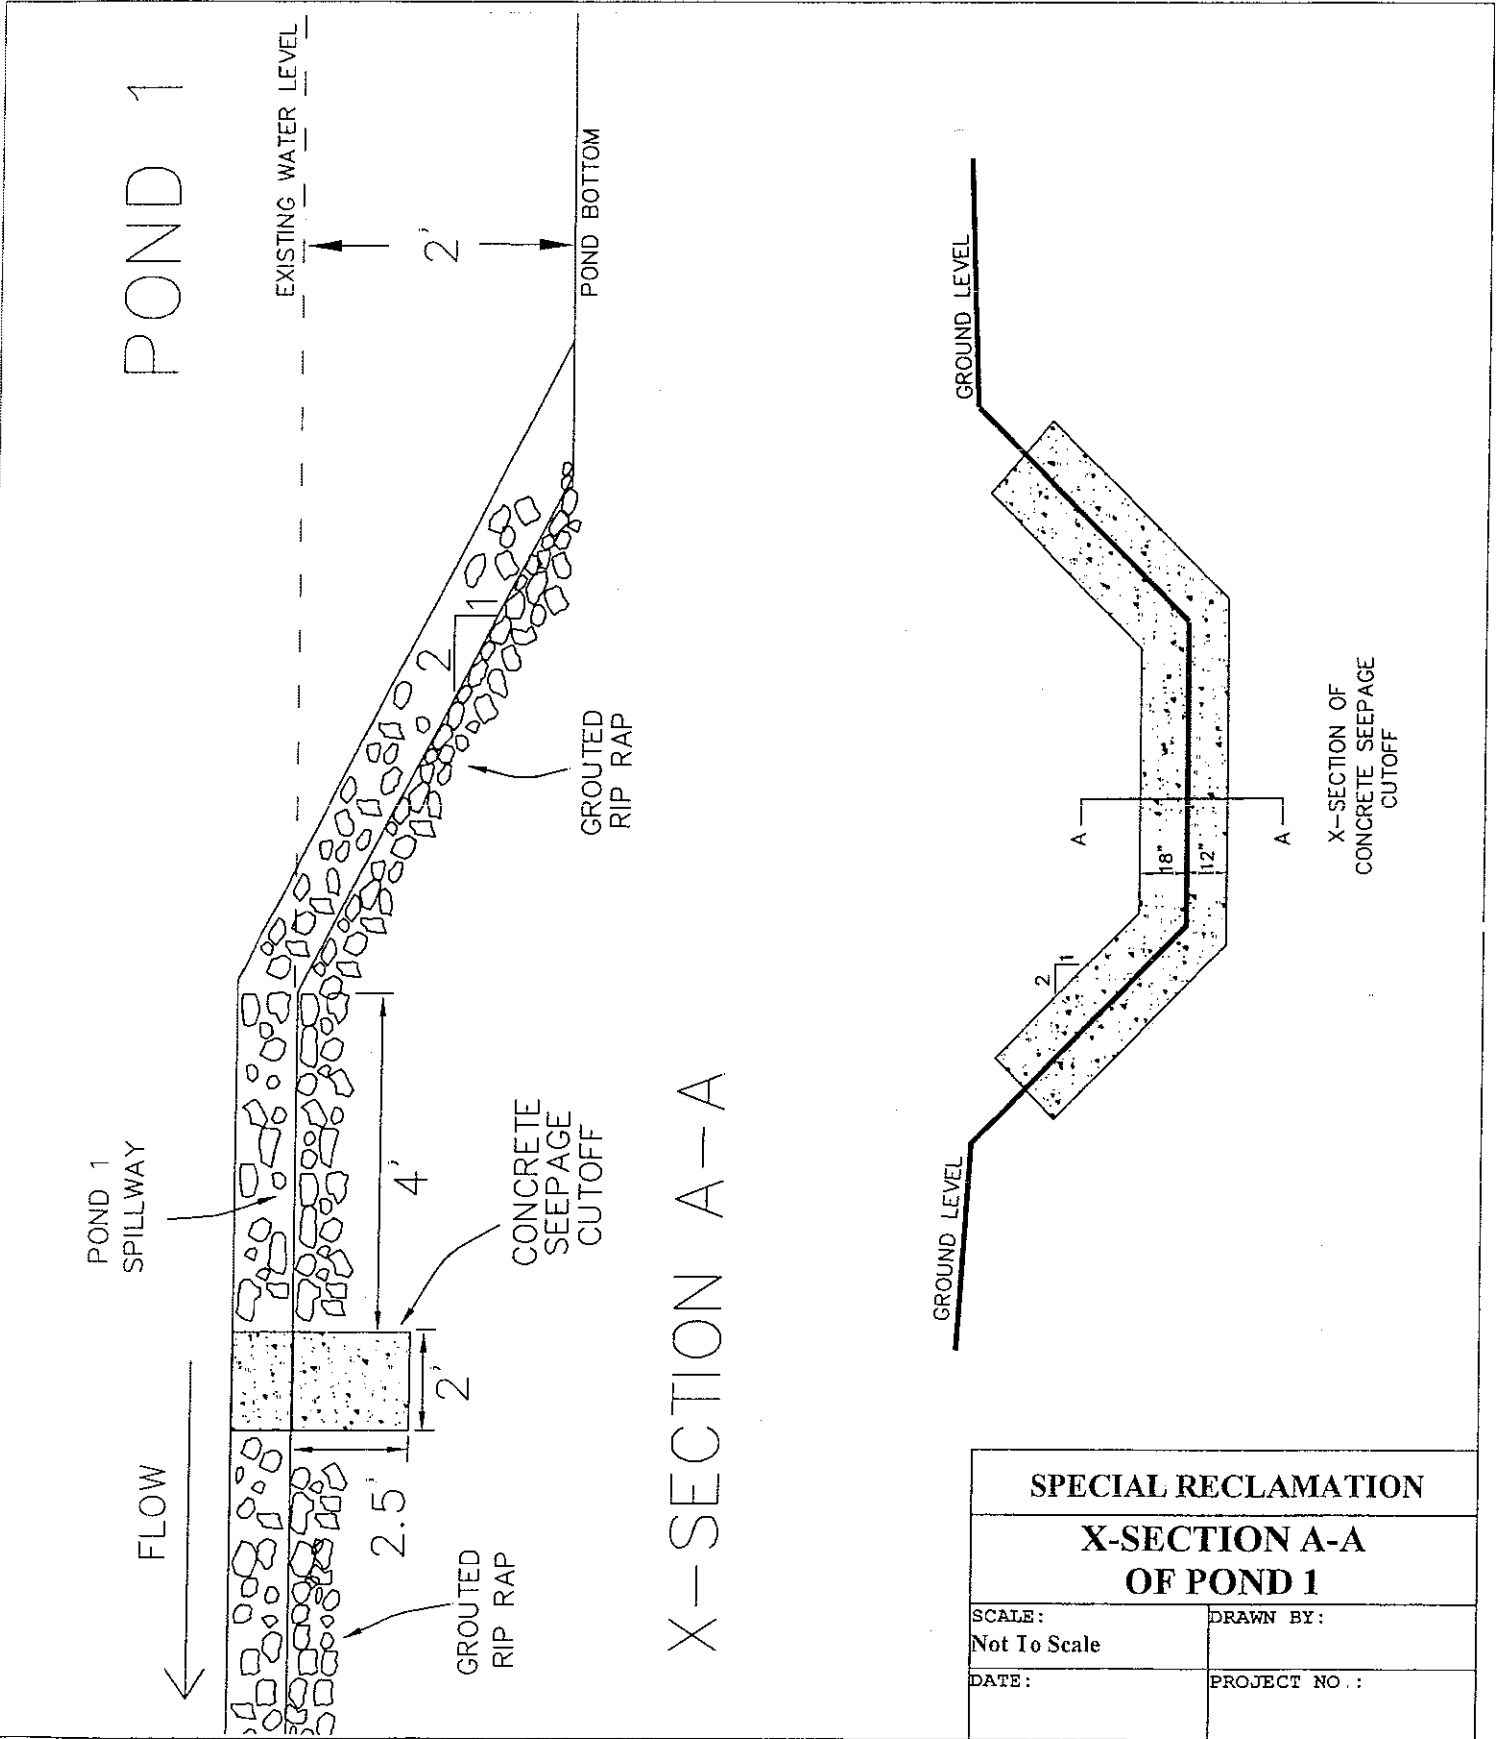 POND 1
EXISTING WATER LEVEL
2'
POND BOTTOM
2
1
GROUTED
RIP RAP
POND 1
SPILLWAY
4'
CONCRETE
SEEPAGE
CUTOFF
2'
FLOW
2.5'
GROUTED
RIP RAP
X-SECTION A-A
GROUND LEVEL
A
A
18"
12"
2
1
GROUND LEVEL
X-SECTION OF
CONCRETE SEEPAGE
CUTOFF
SPECIAL RECLAMATION
X-SECTION A-A
OF POND 1
SCALE:
Not To Scale
DRAWN BY:
DATE:
PROJECT NO.: